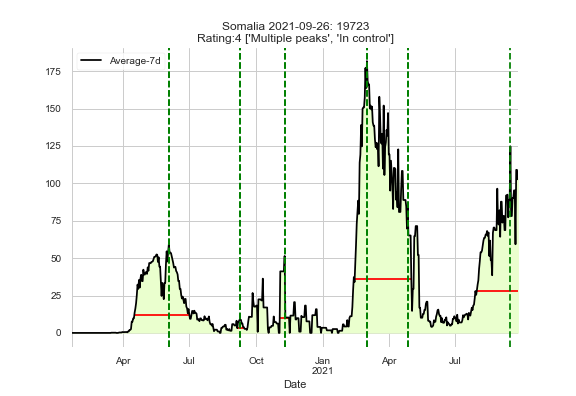 Somalia 2021-09-26: 19723
Rating:4 ['Multiple peaks', 'In control']
Average-7d
175
150
125
100
75
50
25
0
Apr Jul Oct Jan Apr Jul
2021
Date